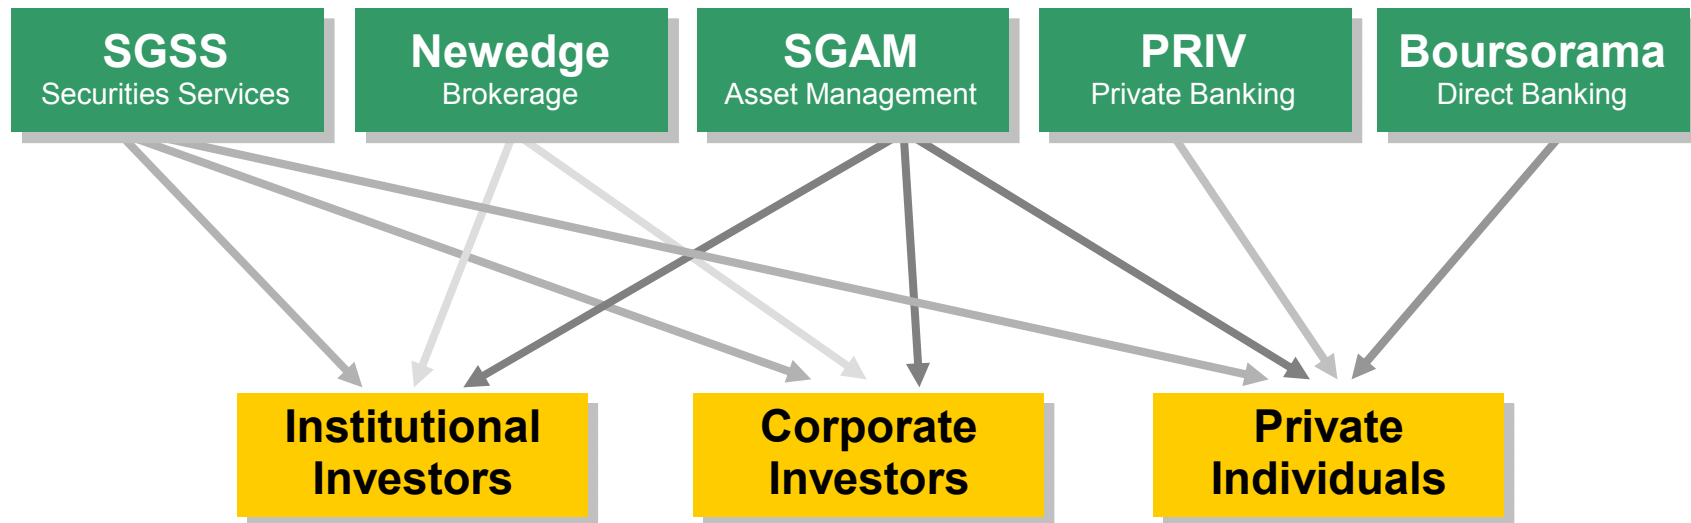 SGSS
Securities Services
Newedge
Brokerage
SGAM
Asset Management
PRIV
Private Banking
Boursorama
Direct Banking
Institutional
Investors
Corporate
Investors
Private
Individuals